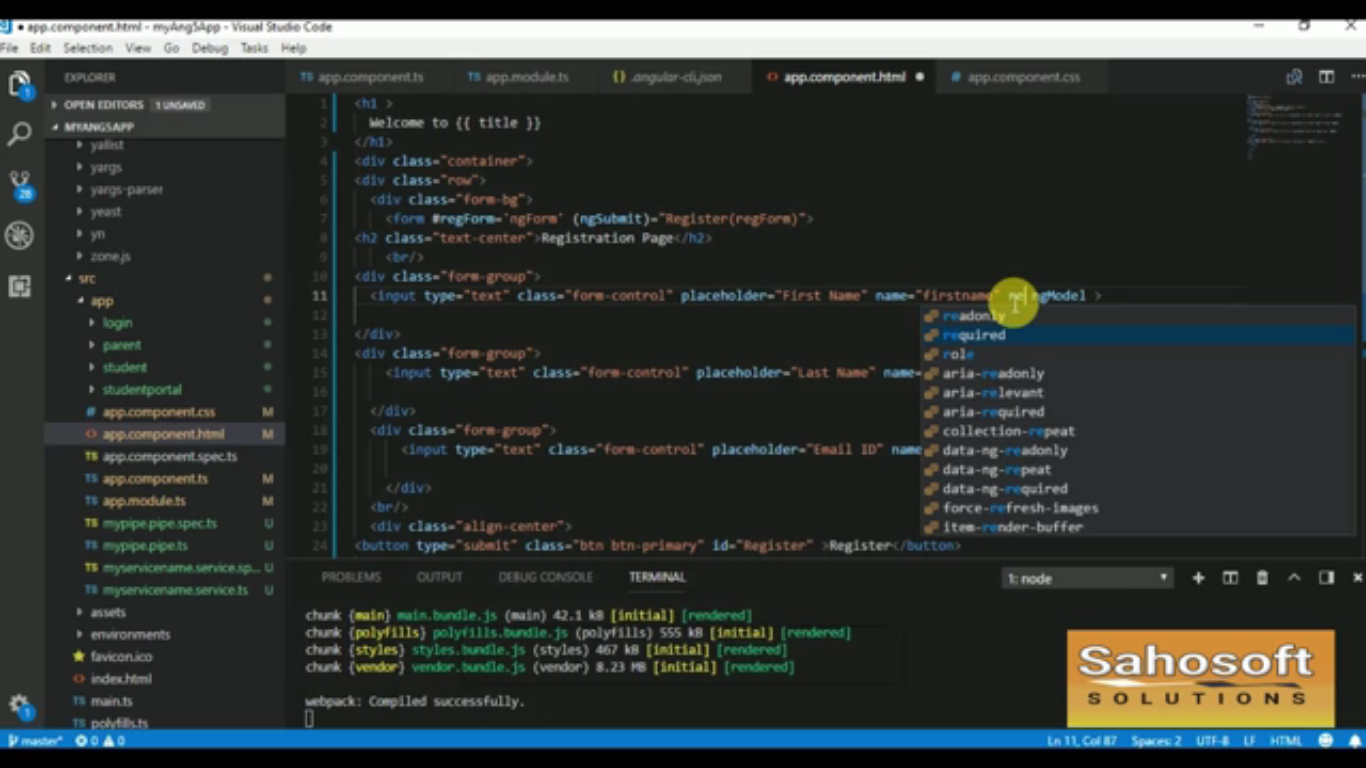 app.component.html - myAng5App - Visual Studio Code
File Edit Selection View Go Debug Tasks Help
EXPLORER
OPEN EDITORS 1 UNSAVED
MYANG5APP
yallist
yargs
yargs-parser
yeast
yn
zone.js
src
app
login
parent
student
studentportal
app.component.css M
app.component.html M
app.component.spec.ts
app.component.ts M
app.module.ts M
mypipe.pipe.spec.ts U
mypipe.pipe.ts U
myservicename.service.sp... U
myservicename.service.ts U
assets
environments
favicon.ico
index.html
main.ts
polyfills.ts
TS app.component.ts TS app.module.ts {} .angular-cli.json <> app.component.html # app.component.css
1 <h1 >
2 Welcome to {{ title }}
3 </h1>
4 <div class="container">
5 <div class="row">
6 <div class="form-bg">
7 <form #regForm='ngForm' (ngSubmit)="Register(regForm)">
8 <h2 class="text-center">Registration Page</h2>
9 <br/>
10 <div class="form-group">
11 <input type="text" class="form-control" placeholder="First Name" name="firstname" re ngModel >
12
13 </div>
14 <div class="form-group">
15 <input type="text" class="form-control" placeholder="Last Name" name=
16
17 </div>
18 <div class="form-group">
19 <input type="text" class="form-control" placeholder="Email ID" name
20
21 </div>
22 <br/>
23 <div class="align-center">
24 <button type="submit" class="btn btn-primary" id="Register" >Register</button>
readonly
required
role
aria-readonly
aria-relevant
aria-required
collection-repeat
data-ng-readonly
data-ng-repeat
data-ng-required
force-refresh-images
item-render-buffer
PROBLEMS OUTPUT DEBUG CONSOLE TERMINAL 1: node
chunk {main} main.bundle.js (main) 42.1 kB [initial] [rendered]
chunk {polyfills} polyfills.bundle.js (polyfills) 555 kB [initial] [rendered]
chunk {styles} styles.bundle.js (styles) 467 kB [initial] [rendered]
chunk {vendor} vendor.bundle.js (vendor) 8.23 MB [initial] [rendered]
webpack: Compiled successfully.
Sahosoft
SOLUTIONS
master* 0 0 Ln 11, Col 87 Spaces: 2 UTF-8 LF HTML